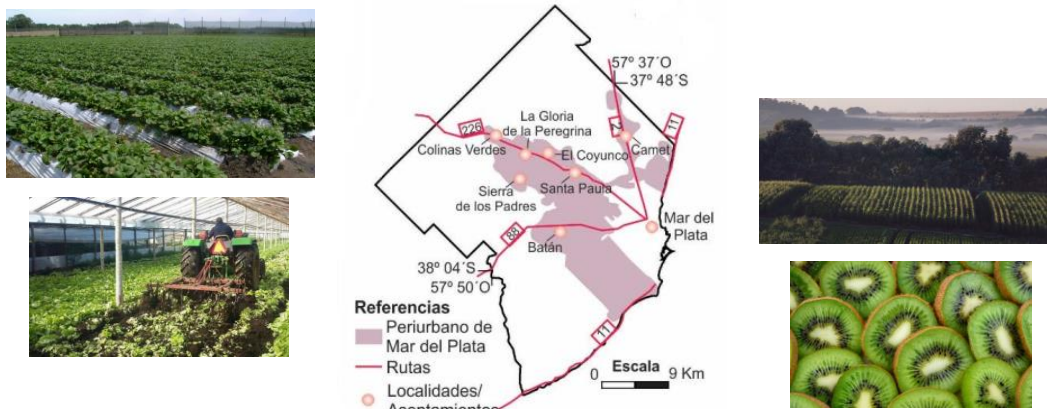 57º 37´O
37º 48´S
11
2
226
La Gloria
de la Peregrina
Colinas Verdes
El Coyunco
Camet
Santa Paula
Sierra
de los Padres
Mar del
Plata
88
Batán
38º 04´S
57º 50´O
11
Referencias
Periurbano de
Mar del Plata
Rutas
Localidades/
Asentamientos
Escala
0 9 Km